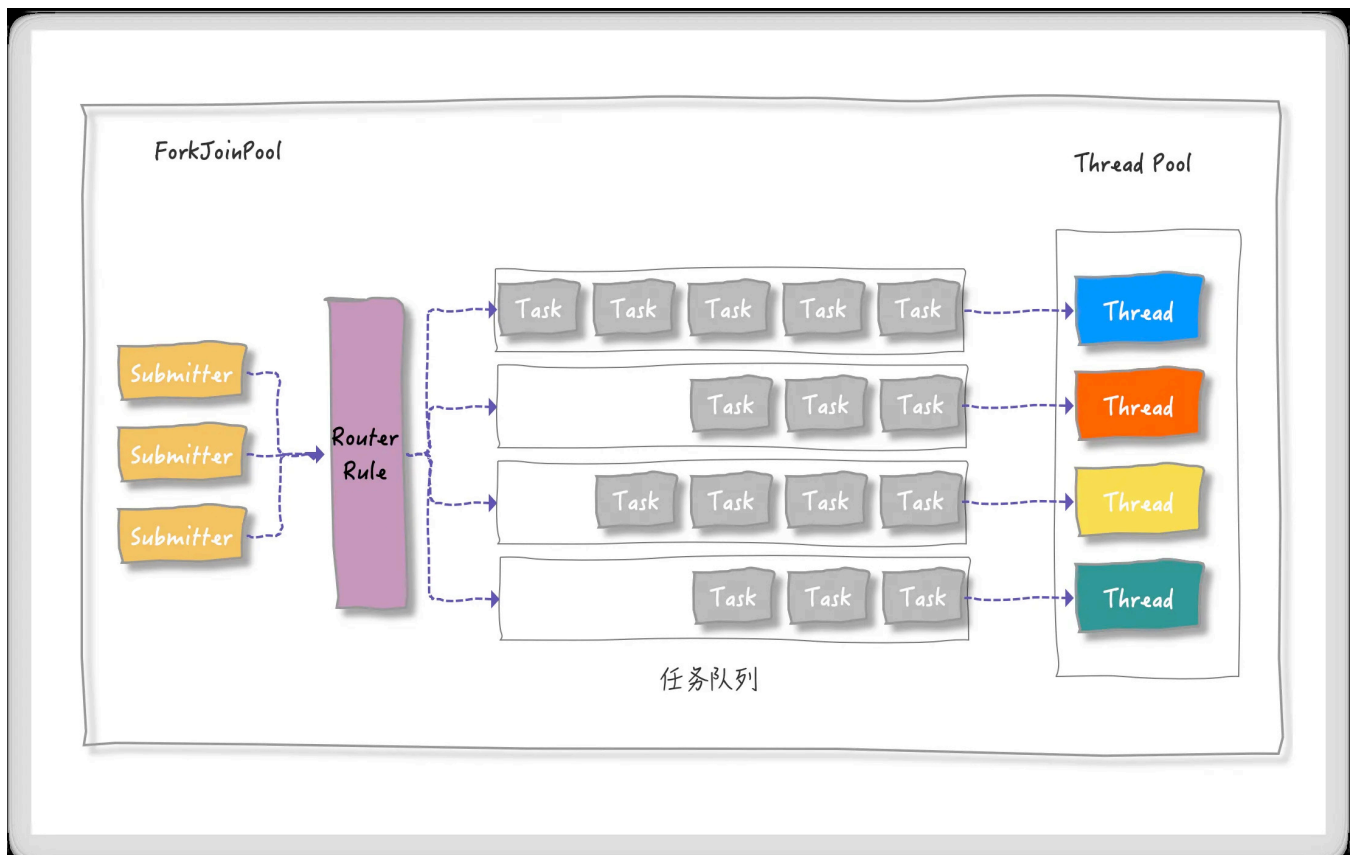 ForkJoinPool
Thread Pool
Submitter
Submitter
Submitter
Router
Rule
Task Task Task Task Task
Thread
Task Task Task
Thread
Task Task Task Task
Thread
Task Task Task
Thread
任务队列